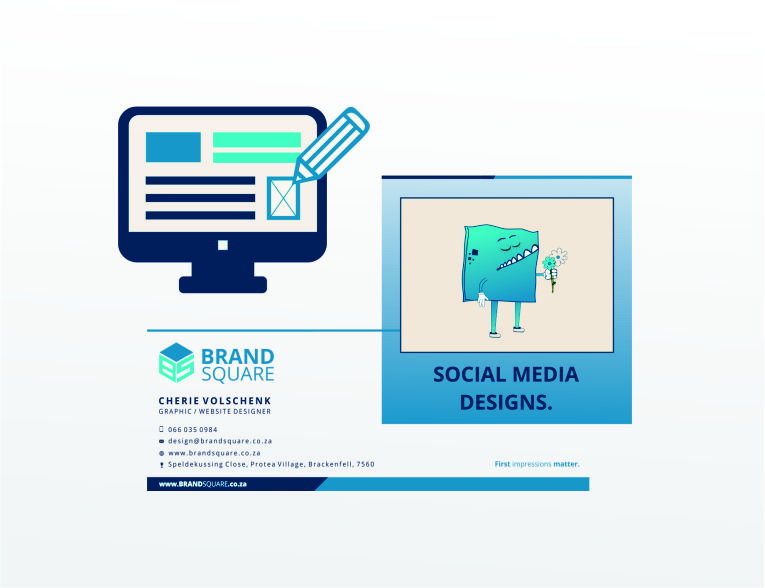 BRAND
SQUARE
CHERIE VOLSCHENK
GRAPHIC / WEBSITE DESIGNER
066 035 0984
design@brandsquare.co.za
www.brandsquare.co.za
Speldekussing Close, Protea Village, Brackenfell, 7560
www.BRANDSQUARE.co.za
SOCIAL MEDIA
DESIGNS.
First impressions matter.